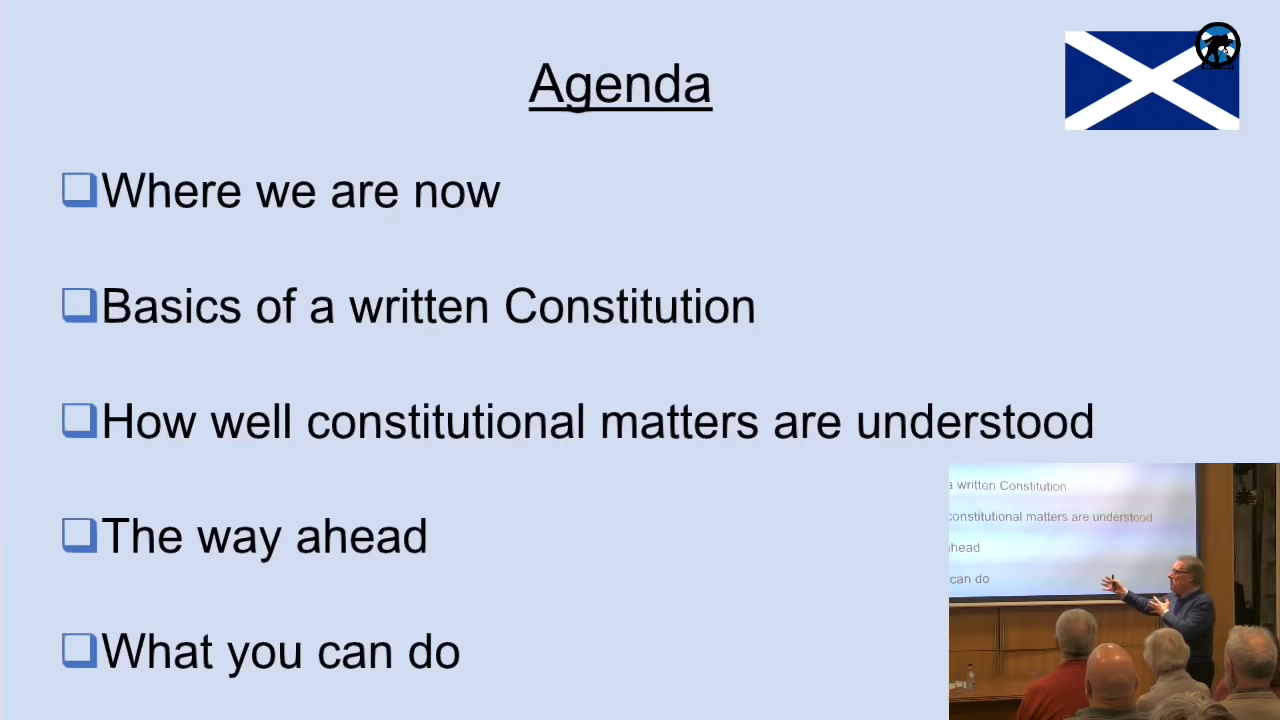 Agenda
Where we are now
Basics of a written Constitution
How well constitutional matters are understood
The way ahead
What you can do
a written Constitution
constitutional matters are understood
ahead
can do